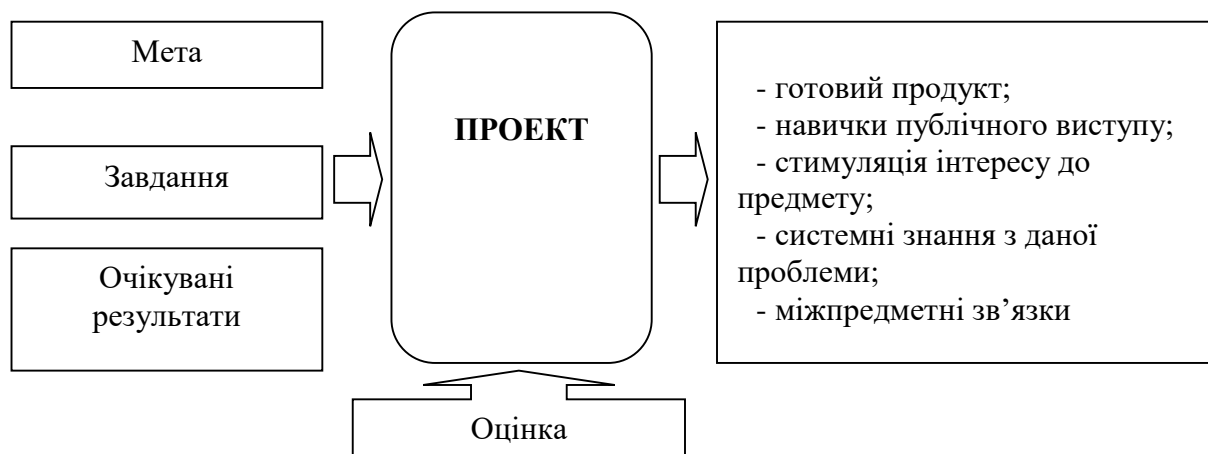 Мета
Завдання
Очікувані
результати
ПРОЕКТ
- готовий продукт;
- навички публічного виступу;
- стимуляція інтересу до
предмету;
- системні знання з даної
проблеми;
- міжпредметні зв’язки
Оцінка